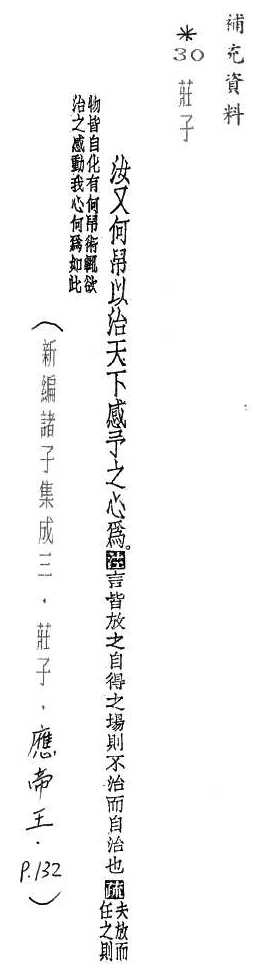 補充資料
*30 莊子
汝又何帠以治天下感予之心爲。注言皆放之自得之場則不治而自治也疏夫放而
任之則
物皆自化有何帠術輒欲
治之感動我心何爲如此
(新編諸子集成三.莊子.應帝王.P.132)